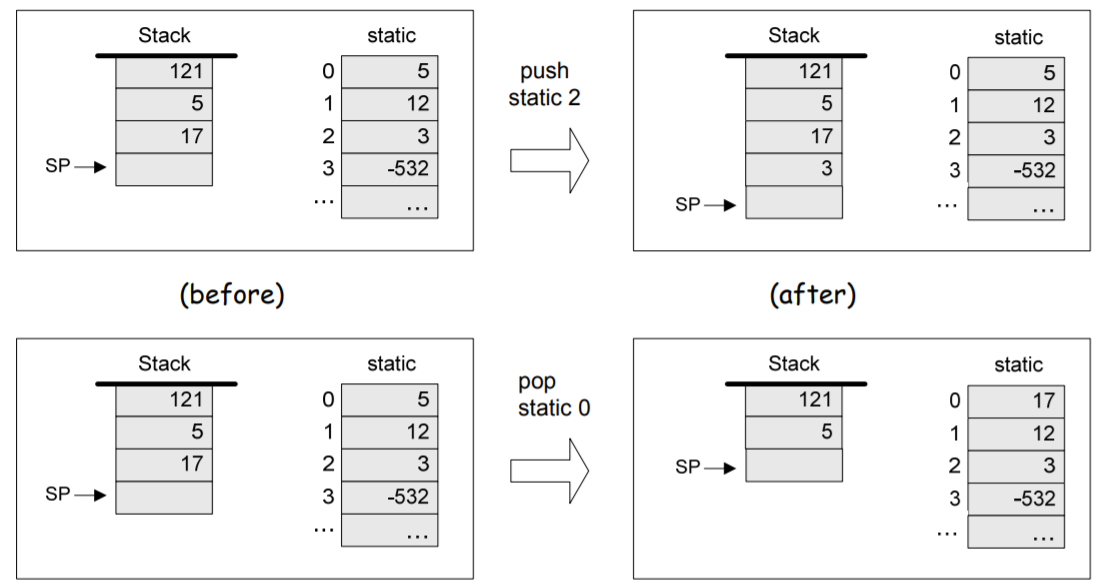 Stack static
121 0 5
5 1 12
17 2 3
SP 3 -532
... ...
push
static 2
Stack static
121 0 5
5 1 12
17 2 3
3 3 -532
SP ... ...
(before) (after)
Stack static
121 0 5
5 1 12
17 2 3
SP 3 -532
... ...
pop
static 0
Stack static
121 0 17
5 1 12
SP 2 3
3 -532
... ...